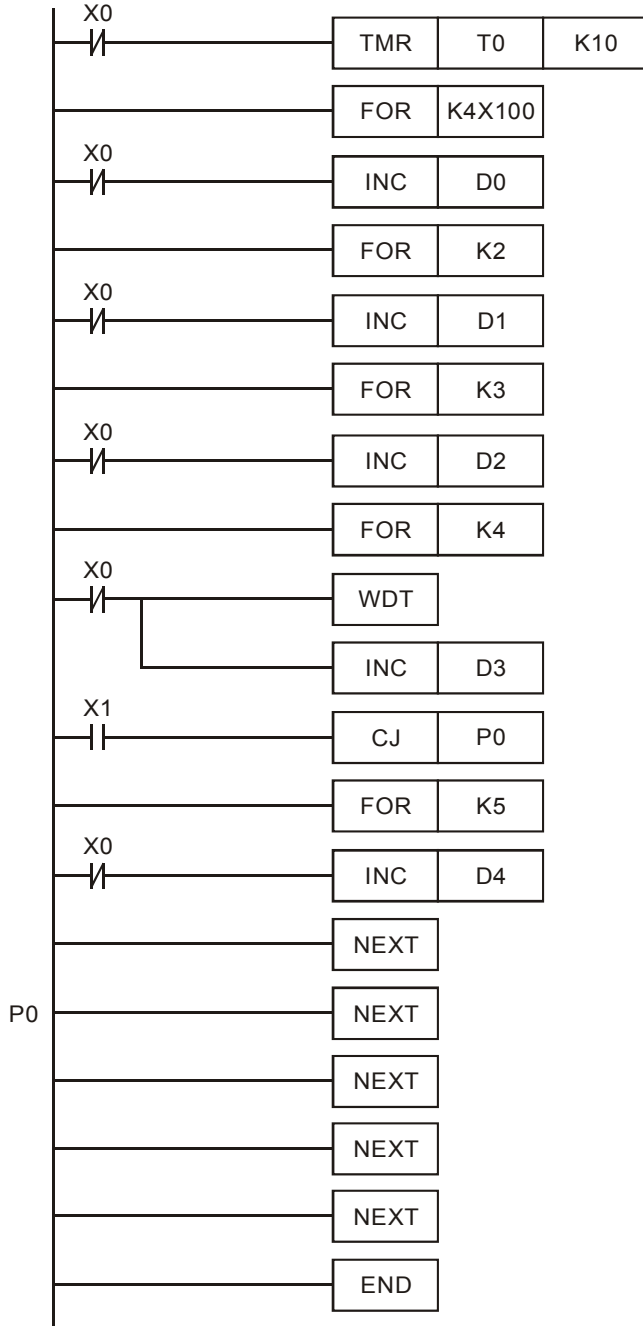 X0
TMR T0 K10
FOR K4X100
X0
INC D0
FOR K2
X0
INC D1
FOR K3
X0
INC D2
FOR K4
X0
WDT
INC D3
X1
CJ P0
FOR K5
X0
INC D4
NEXT
P0 NEXT
NEXT
NEXT
NEXT
END